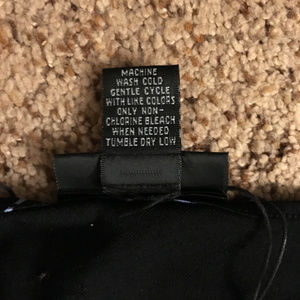 MACHINE
WASH COLD
GENTLE CYCLE
WITH LIKE COLORS
ONLY NON-
CHLORINE BLEACH
WHEN NEEDED
TUMBLE DRY LOW